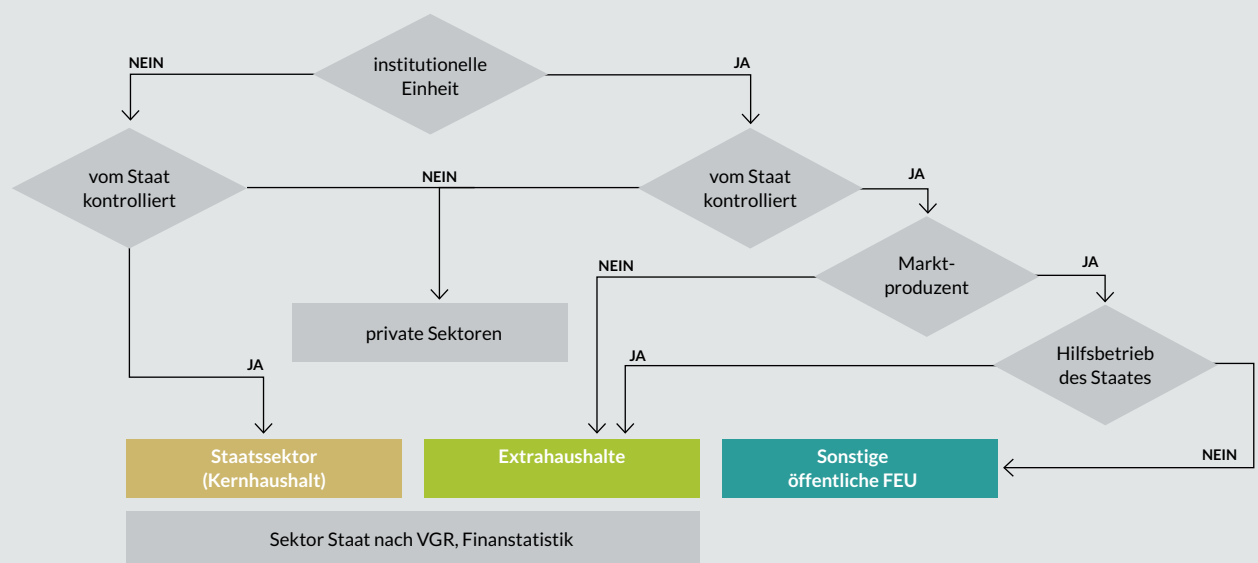 NEIN
institutionelle
Einheit
JA
vom Staat
kontrolliert
NEIN
vom Staat
kontrolliert
JA
NEIN
Markt-
produzent
JA
private Sektoren
JA
JA
Hilfsbetrieb
des Staates
Staatssektor
(Kernhaushalt)
Extrahaushalte
Sonstige
öffentliche FEU
NEIN
Sektor Staat nach VGR, Finanstatistik